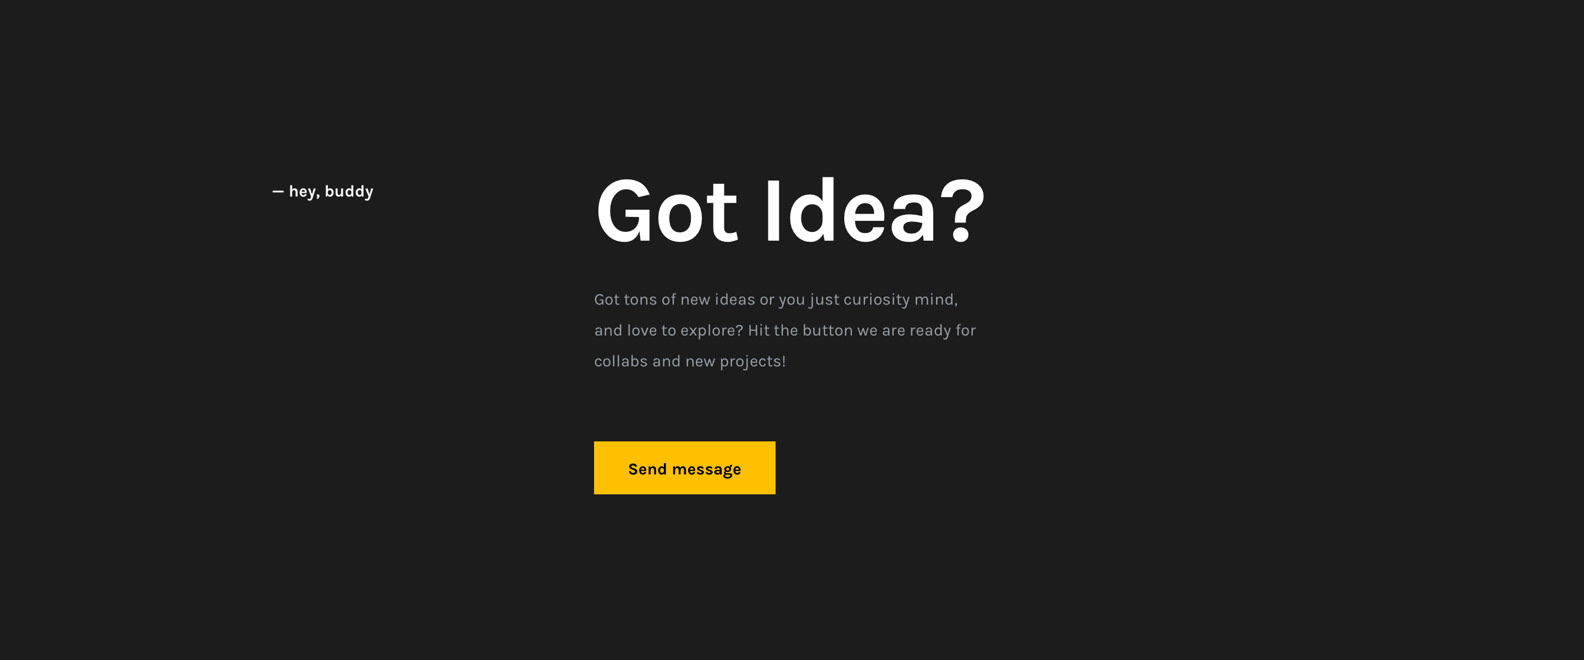 — hey, buddy
Got Idea?
Got tons of new ideas or you just curiosity mind,
and love to explore? Hit the button we are ready for
collabs and new projects!
Send message